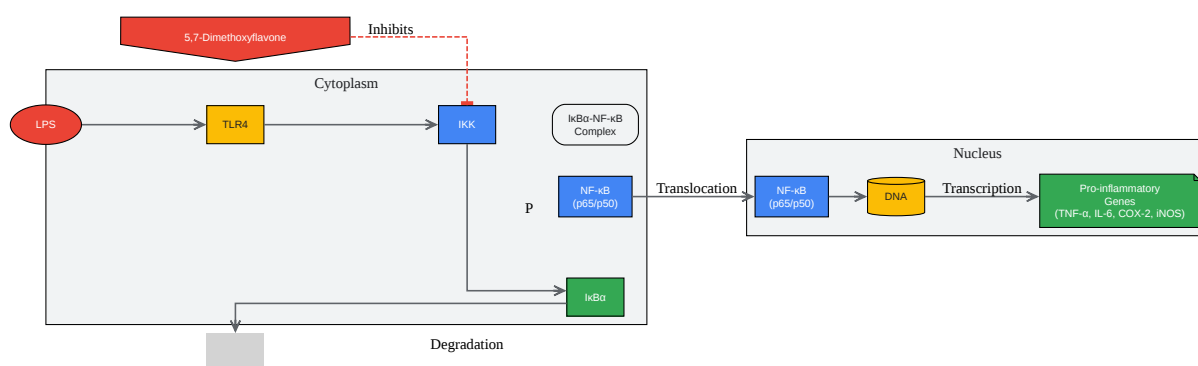 5,7-Dimethoxyflavone
Inhibits
Cytoplasm
LPS
TLR4
IKK
IκBα-NF-κB
Complex
P
NF-κB
(p65/p50)
Translocation
Nucleus
NF-κB
(p65/p50)
DNA
Transcription
Pro-inflammatory
Genes
(TNF-α, IL-6, COX-2, iNOS)
IκBα
Degradation